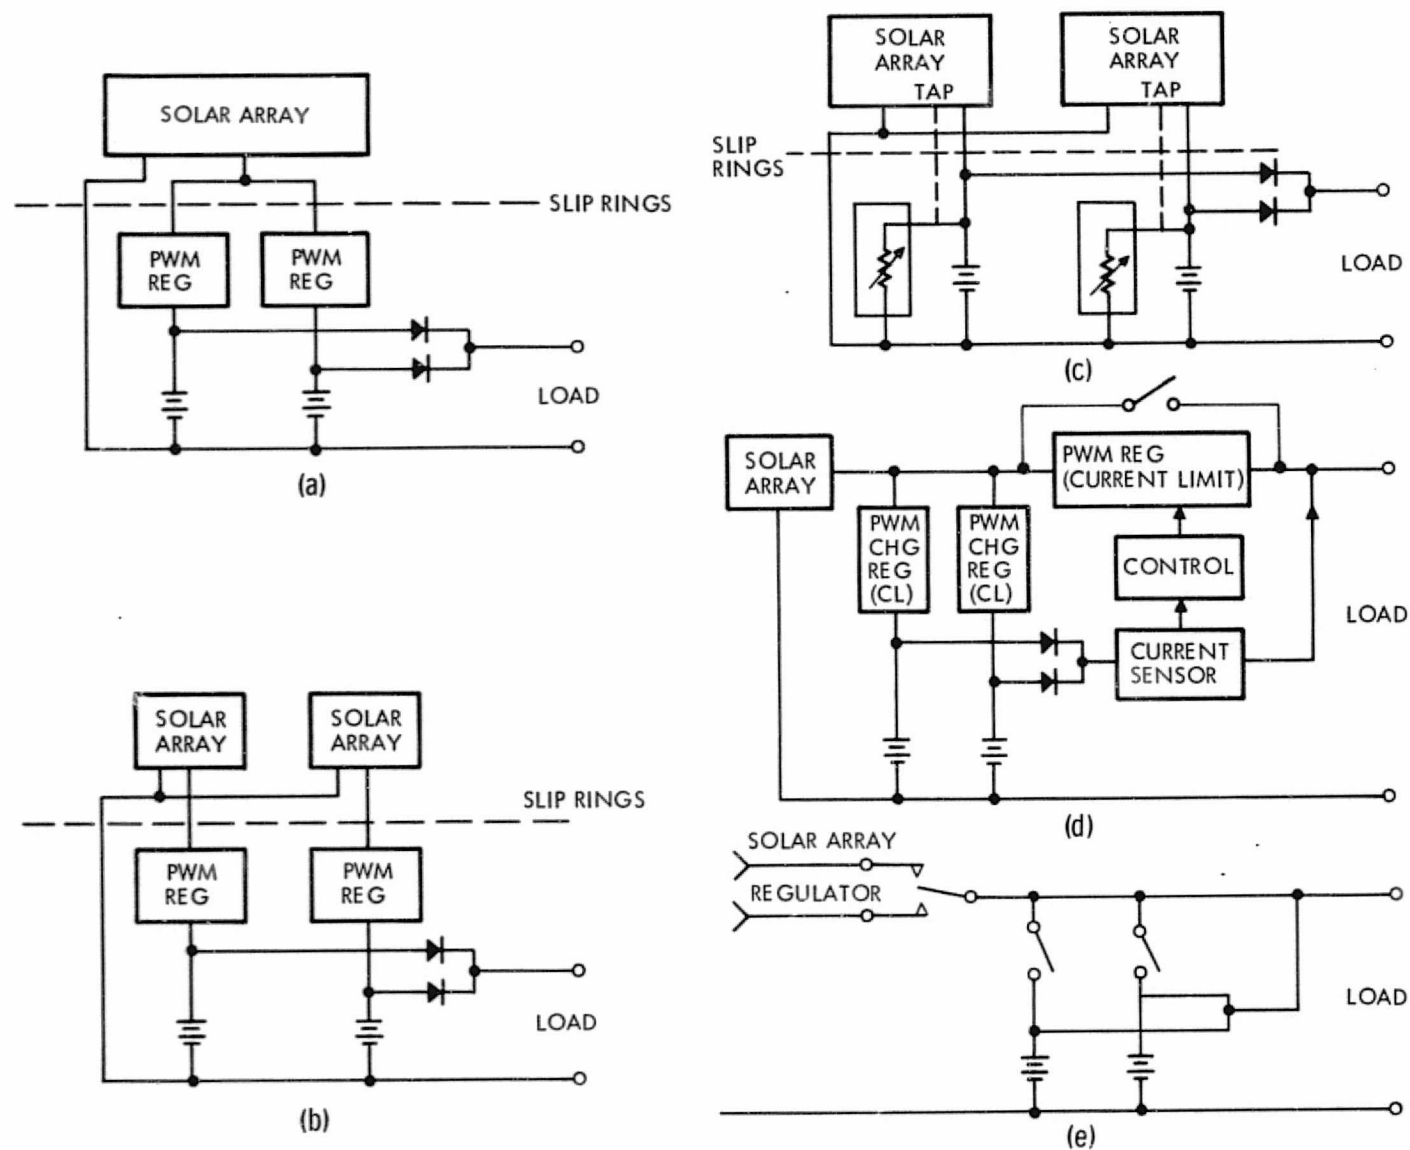 SOLAR ARRAY
SLIP RINGS
PWM
REG
PWM
REG
LOAD
(a)
SOLAR
ARRAY
SOLAR
ARRAY
SLIP RINGS
PWM
REG
PWM
REG
LOAD
(b)
SOLAR
ARRAY
TAP
SOLAR
ARRAY
TAP
SLIP
RINGS
LOAD
(c)
SOLAR
ARRAY
PWM REG
(CURRENT LIMIT)
PWM
CHG
REG
(CL)
PWM
CHG
REG
(CL)
CONTROL
CURRENT
SENSOR
LOAD
(d)
SOLAR ARRAY
REGULATOR
LOAD
(e)